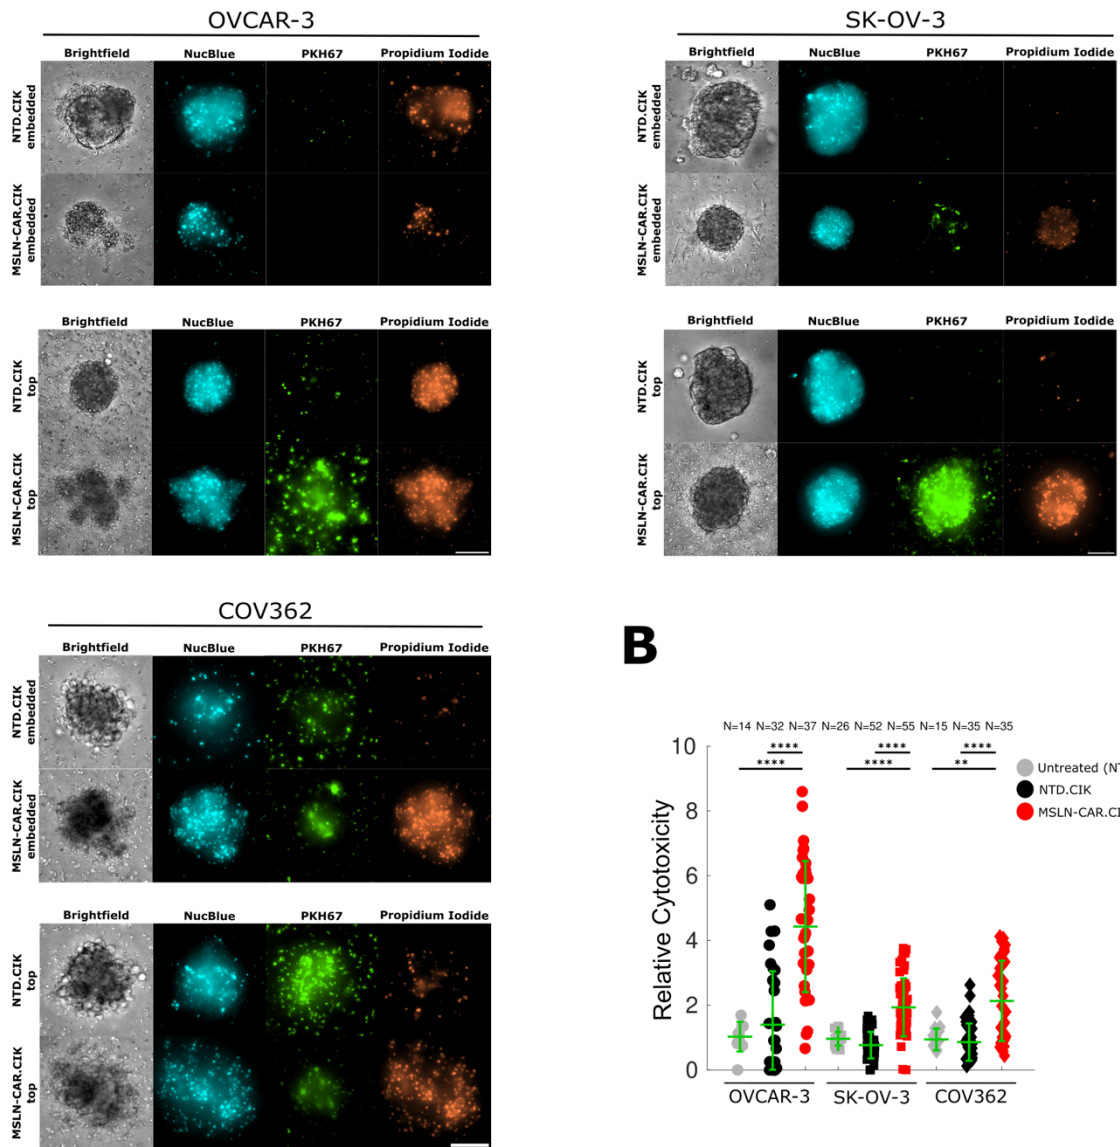 OVCAR-3
Brightfield NucBlue PKH67 Propidium Iodide
NTD.CIK
embedded
MSLN-CAR.CIK
embedded
Brightfield NucBlue PKH67 Propidium Iodide
NTD.CIK
top
MSLN-CAR.CIK
top
SK-OV-3
Brightfield NucBlue PKH67 Propidium Iodide
NTD.CIK
embedded
MSLN-CAR.CIK
embedded
Brightfield NucBlue PKH67 Propidium Iodide
NTD.CIK
top
MSLN-CAR.CIK
top
COV362
Brightfield NucBlue PKH67 Propidium Iodide
NTD.CIK
embedded
MSLN-CAR.CIK
embedded
Brightfield NucBlue PKH67 Propidium Iodide
NTD.CIK
top
MSLN-CAR.CIK
top
B
N=14 N=32 N=37 N=26 N=52 N=55 N=15 N=35 N=35
**** **** ****
**** **** **
Relative Cytotoxicity
10
8
6
4
2
0
OVCAR-3 SK-OV-3 COV362
Untreated (NT
NTD.CIK
MSLN-CAR.CI